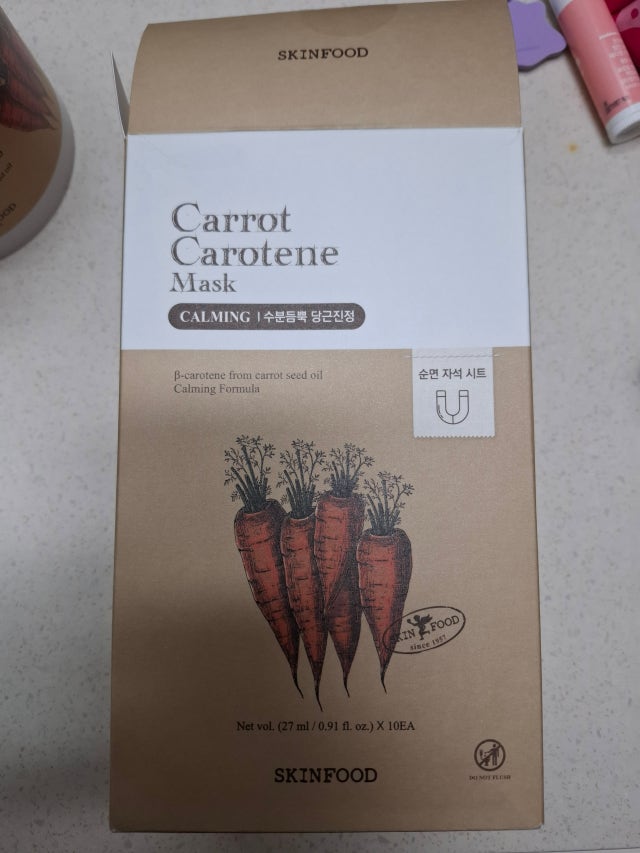 SKINFOOD
Carrot
Carotene
Mask
CALMING | 수분듬뿍 당근진정
β-carotene from carrot seed oil
Calming Formula
순면 자석 시트
SKIN FOOD
since 1957
Net vol. (27 ml / 0.91 fl. oz.) X 10EA
SKINFOOD
DO NOT FLUSH